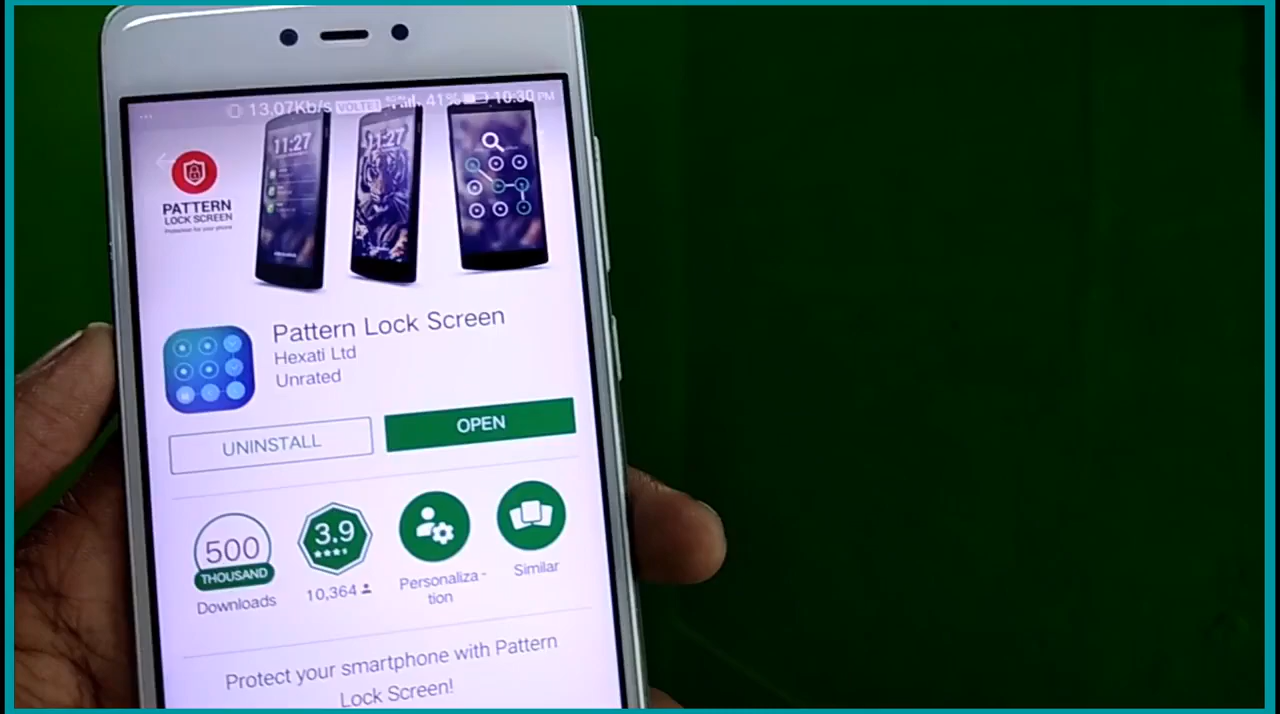 13.07Kb/s VOLTE 41% 10:30 PM
11:27
11:27
PATTERN
LOCK SCREEN
Protection for your phone
Pattern Lock Screen
Hexati Ltd
Unrated
UNINSTALL
OPEN
500
THOUSAND
Downloads
3.9
10,364
Personaliza-
tion
Similar
Protect your smartphone with Pattern
Lock Screen!